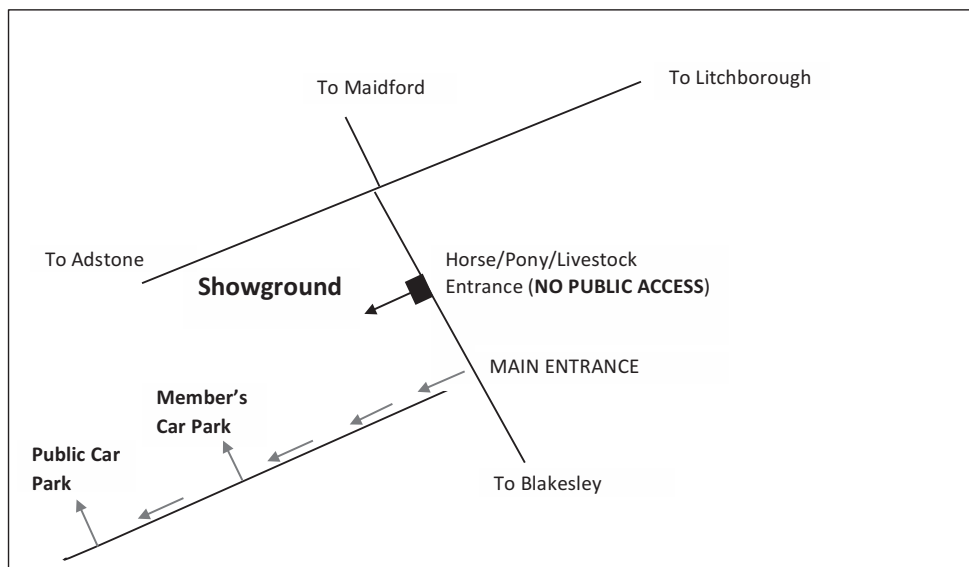 To Maidford
To Litchborough
To Adstone
Showground
Horse/Pony/Livestock
Entrance (NO PUBLIC ACCESS)
MAIN ENTRANCE
Member’s
Car Park
Public Car
Park
To Blakesley